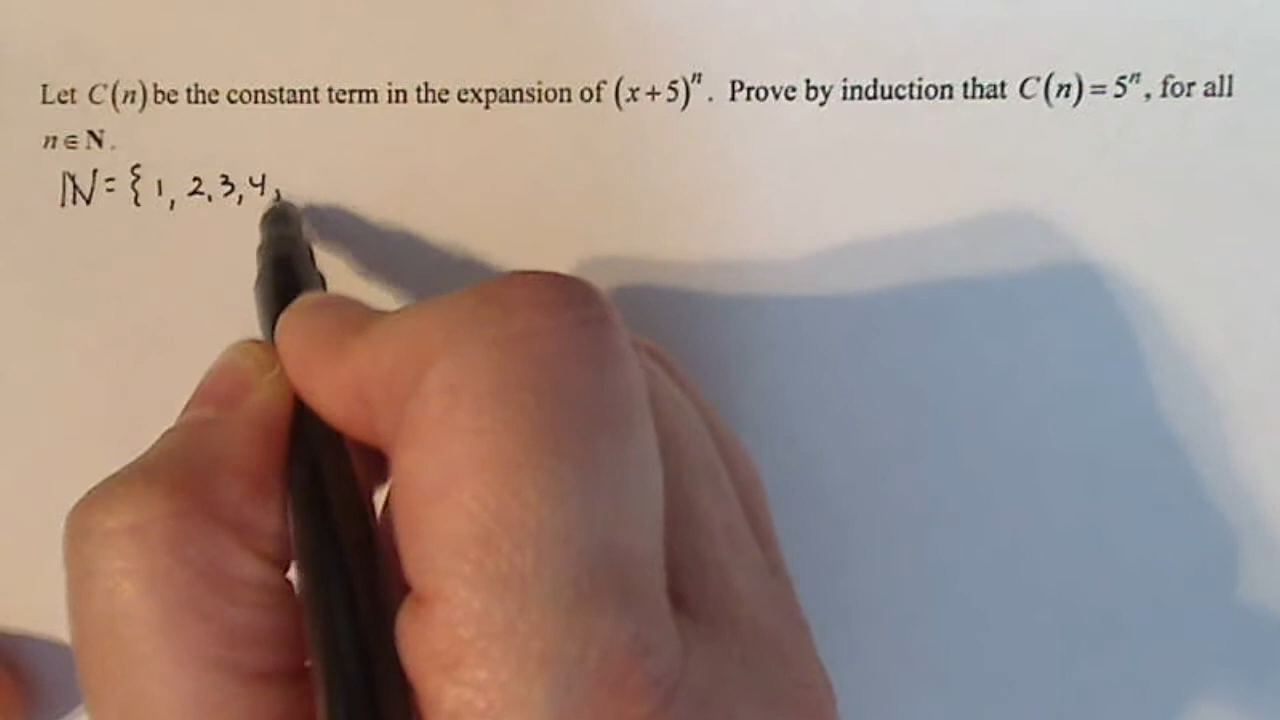 Let C(n) be the constant term in the expansion of (x+5)ⁿ. Prove by induction that C(n)=5ⁿ, for all
n∈N.
ℕ={1, 2,3,4,